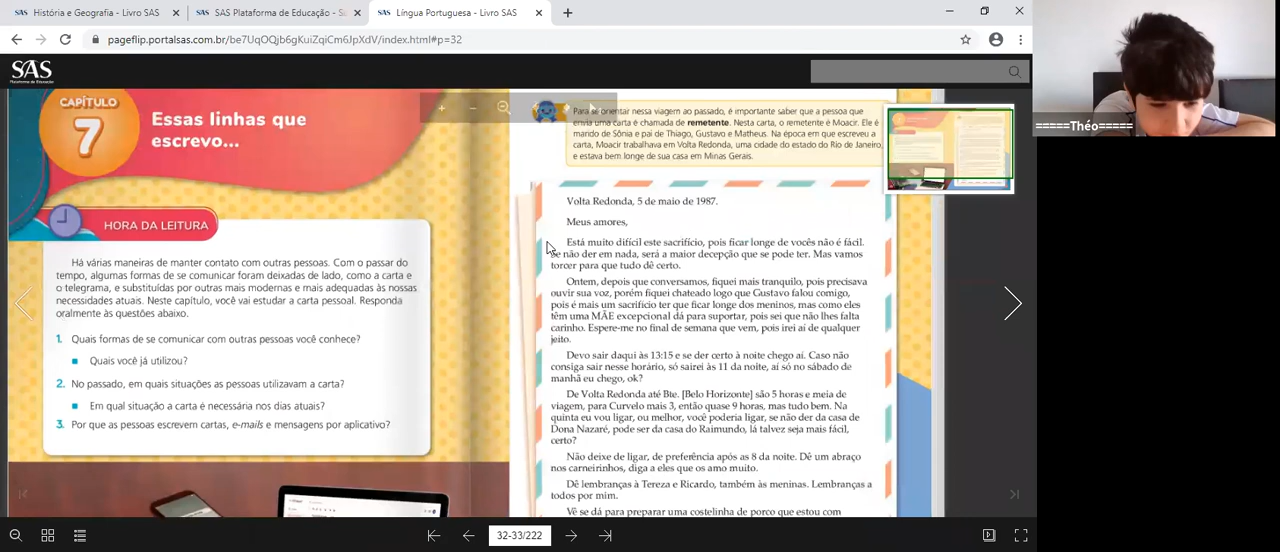 História e Geografia - Livro SAS
SAS Plataforma de Educação - S
Língua Portuguesa - Livro SAS
pageflip.portalsas.com.br/be7UqOQjb6gKuiZqiCm6JpXdV/index.html#p=32
SAS
Plataforma de Educação
CAPÍTULO
7
Essas linhas que
escrevo...
HORA DA LEITURA
Há várias maneiras de manter contato com outras pessoas. Com o passar do
tempo, algumas formas de se comunicar foram deixadas de lado, como a carta e
o telegrama, e substituídas por outras mais modernas e mais adequadas às nossas
necessidades atuais. Neste capítulo, você vai estudar a carta pessoal. Responda
oralmente às questões abaixo.
1. Quais formas de se comunicar com outras pessoas você conhece?
Quais você já utilizou?
2. No passado, em quais situações as pessoas utilizavam a carta?
Em qual situação a carta é necessária nos dias atuais?
3. Por que as pessoas escrevem cartas, e-mails e mensagens por aplicativo?
Para se orientar nessa viagem ao passado, é importante saber que a pessoa que
envia uma carta é chamada de remetente. Nesta carta, o remetente é Moacir. Ele é
marido de Sônia e pai de Thiago, Gustavo e Matheus. Na época em que escreveu a
carta, Moacir trabalhava em Volta Redonda, uma cidade do estado do Rio de Janeiro,
e estava bem longe de sua casa em Minas Gerais.
Volta Redonda, 5 de maio de 1987.
Meus amores,
Está muito difícil este sacrifício, pois ficar longe de vocês não é fácil.
Se não der em nada, será a maior decepção que se pode ter. Mas vamos
torcer para que tudo dê certo.
Ontem, depois que conversamos, fiquei mais tranquilo, pois precisava
ouvir sua voz, porém fiquei chateado logo que Gustavo falou comigo,
pois é mais um sacrifício ter que ficar longe dos meninos, mas como eles
têm uma MÃE excepcional dá para suportar, pois sei que não lhes falta
carinho. Espere-me no final de semana que vem, pois irei aí de qualquer
jeito.
Devo sair daqui às 13:15 e se der certo à noite chego aí. Caso não
consiga sair nesse horário, só sairei às 11 da noite, aí só no sábado de
manhã eu chego, ok?
De Volta Redonda até Bte. [Belo Horizonte] são 5 horas e meia de
viagem, para Curvelo mais 3, então quase 9 horas, mas tudo bem. Na
quinta eu vou ligar, ou melhor, você poderia ligar, se não der da casa de
Dona Nazaré, pode ser da casa do Raimundo, lá talvez seja mais fácil,
certo?
Não deixe de ligar, de preferência após as 8 da noite. Dê um abraço
nos carneirinhos, diga a eles que os amo muito.
Dê lembranças à Tereza e Ricardo, também às meninas. Lembranças a
todos por mim.
Vê se dá para preparar uma costelinha de porco que estou com
32-33/222
=====Théo=====